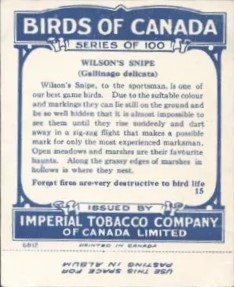 BIRDS OF CANADA
SERIES OF 100
WILSON'S SNIPE
(Gallinago delicata)
Wilson's Snipe, to the sportsman, is one of
our best game birds. Due to the suitable colour
and markings they can lie still on the ground and
be so well hidden that it is almost impossible to
see them until they rise suddenly and dart
away in a zig-zag flight that makes a possible
mark for only the most experienced marksman.
Open meadows and marshes are their favourite
haunts. Along the grassy edges of marshes in
hollows is where they nest.
Forest fires are very destructive to bird life
15
ISSUED BY
IMPERIAL TOBACCO COMPANY
OF CANADA LIMITED
PRINTED IN CANADA
USE THIS SPACE FOR
PASTING IN ALBUM